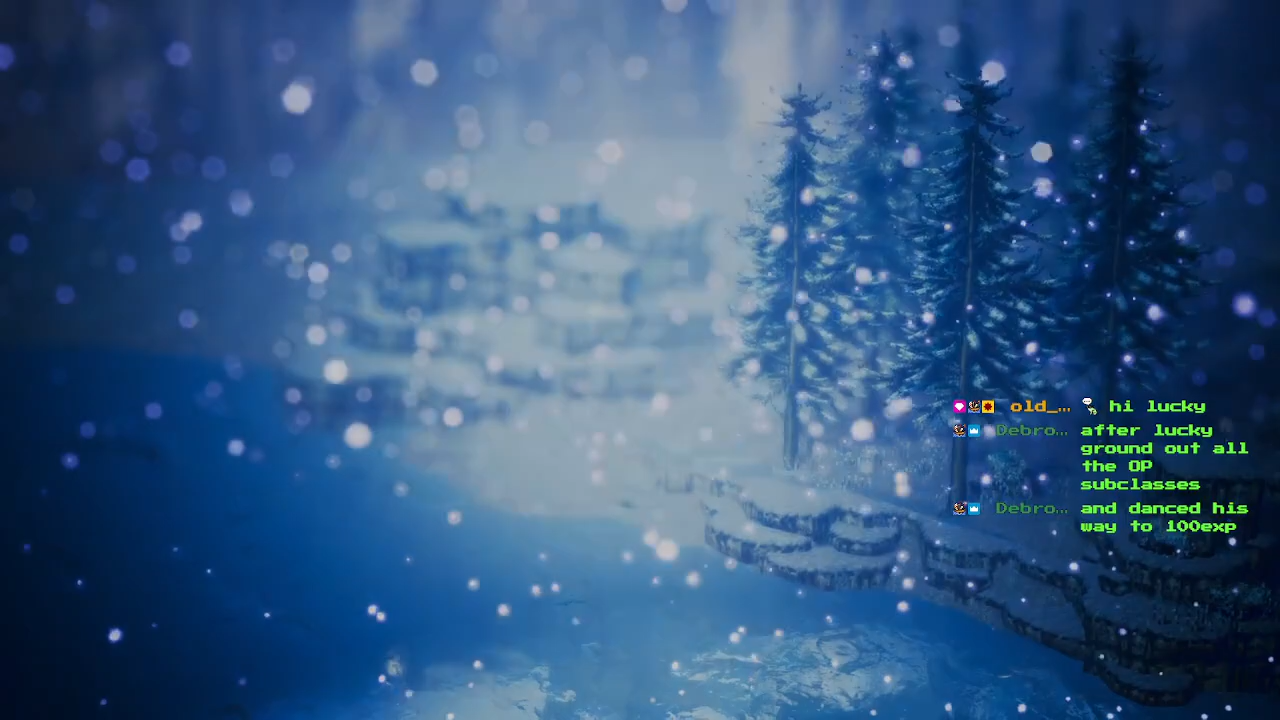 old_... hi lucky
Debro... after lucky
ground out all
the OP
subclasses
Debro... and danced his
way to 100exp